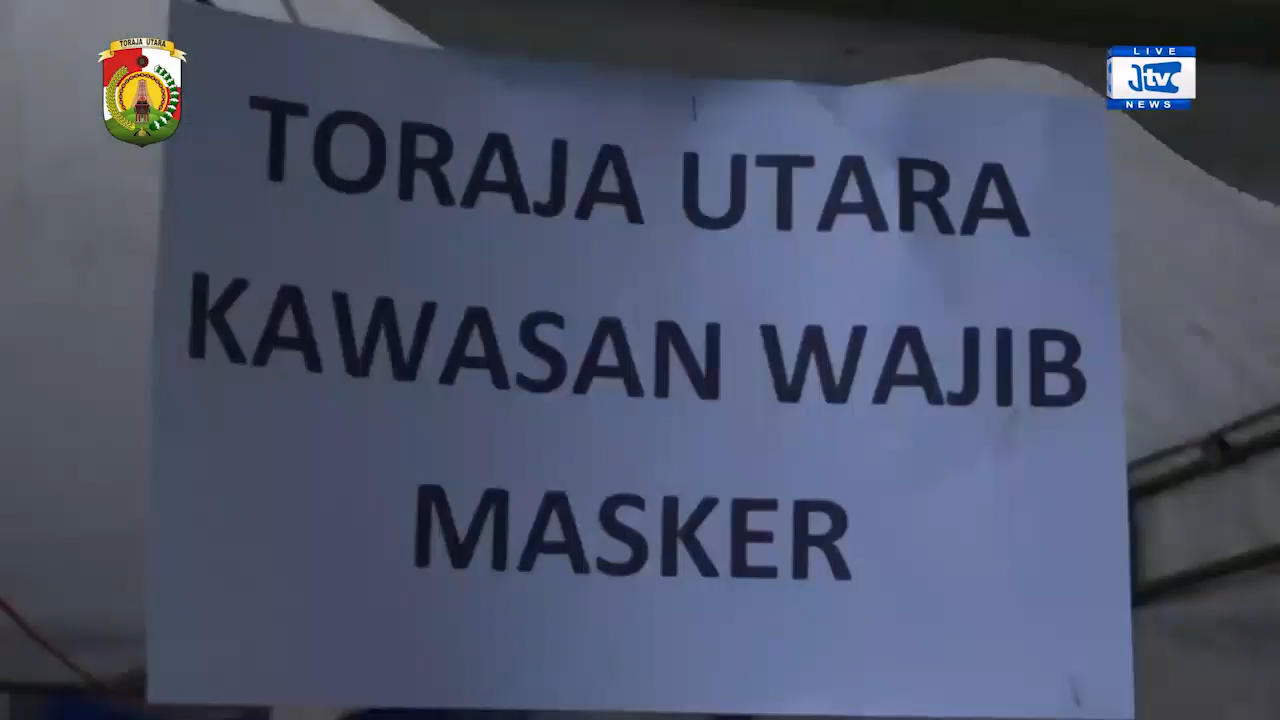 TORAJA UTARA
LIVE
Jtv
NEWS
TORAJA UTARA
KAWASAN WAJIB
MASKER